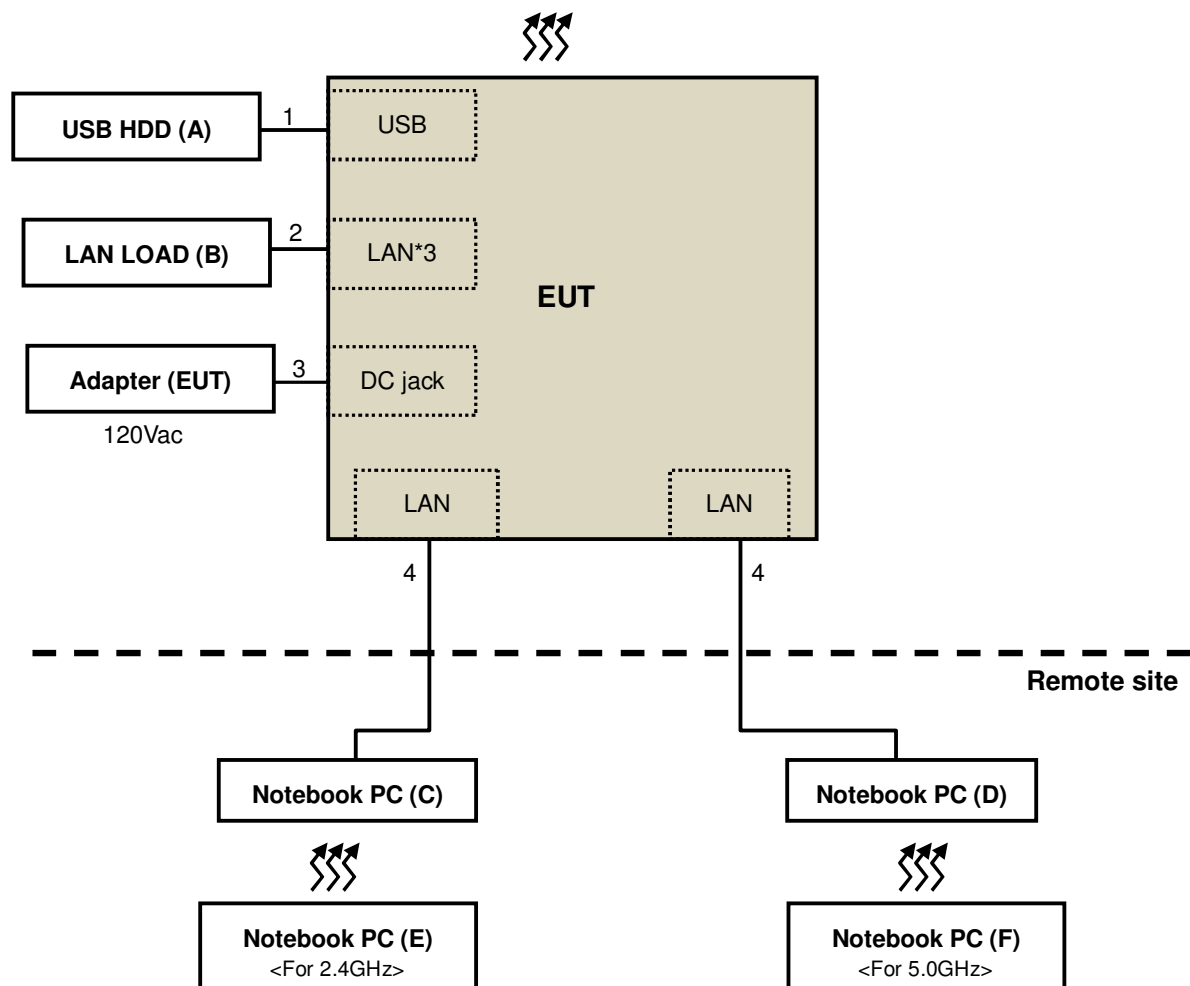 USB HDD (A)
1
USB
LAN LOAD (B)
2
LAN*3
EUT
Adapter (EUT)
3
DC jack
120Vac
LAN
LAN
4
4
Remote site
Notebook PC (C)
Notebook PC (D)
Notebook PC (E)
<For 2.4GHz>
Notebook PC (F)
<For 5.0GHz>